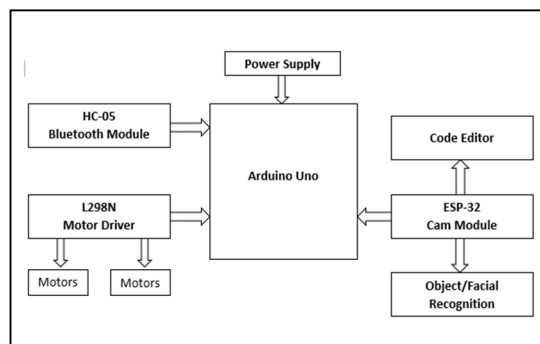 Power Supply
HC-05
Bluetooth Module
Arduino Uno
Code Editor
L298N
Motor Driver
ESP-32
Cam Module
Motors
Motors
Object/Facial
Recognition